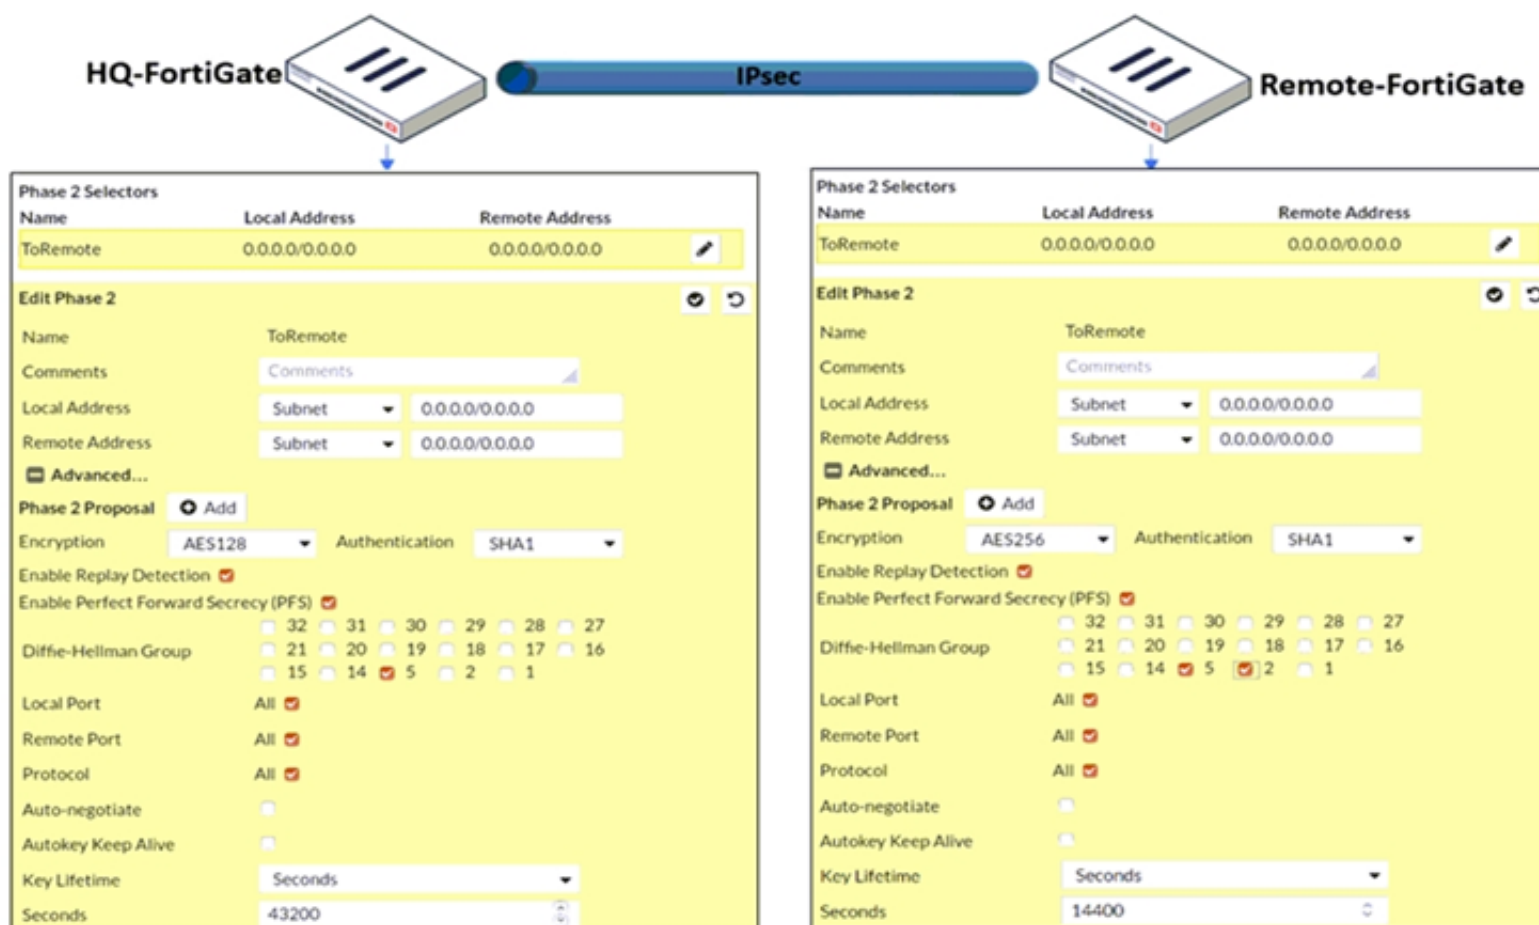 HQ-FortiGate
IPsec
Remote-FortiGate
Phase 2 Selectors
Name Local Address Remote Address
ToRemote 0.0.0.0/0.0.0.0 0.0.0.0/0.0.0.0
Edit Phase 2
Name ToRemote
Comments Comments
Local Address Subnet 0.0.0.0/0.0.0.0
Remote Address Subnet 0.0.0.0/0.0.0.0
Advanced...
Phase 2 Proposal Add
Encryption AES128 Authentication SHA1
Enable Replay Detection
Enable Perfect Forward Secrecy (PFS)
32 31 30 29 28 27
Diffie-Hellman Group 21 20 19 18 17 16
15 14 5 2 1
Local Port All
Remote Port All
Protocol All
Auto-negotiate
Autokey Keep Alive
Key Lifetime Seconds
Seconds 43200
Phase 2 Selectors
Name Local Address Remote Address
ToRemote 0.0.0.0/0.0.0.0 0.0.0.0/0.0.0.0
Edit Phase 2
Name ToRemote
Comments Comments
Local Address Subnet 0.0.0.0/0.0.0.0
Remote Address Subnet 0.0.0.0/0.0.0.0
Advanced...
Phase 2 Proposal Add
Encryption AES256 Authentication SHA1
Enable Replay Detection
Enable Perfect Forward Secrecy (PFS)
32 31 30 29 28 27
Diffie-Hellman Group 21 20 19 18 17 16
15 14 5 2 1
Local Port All
Remote Port All
Protocol All
Auto-negotiate
Autokey Keep Alive
Key Lifetime Seconds
Seconds 14400